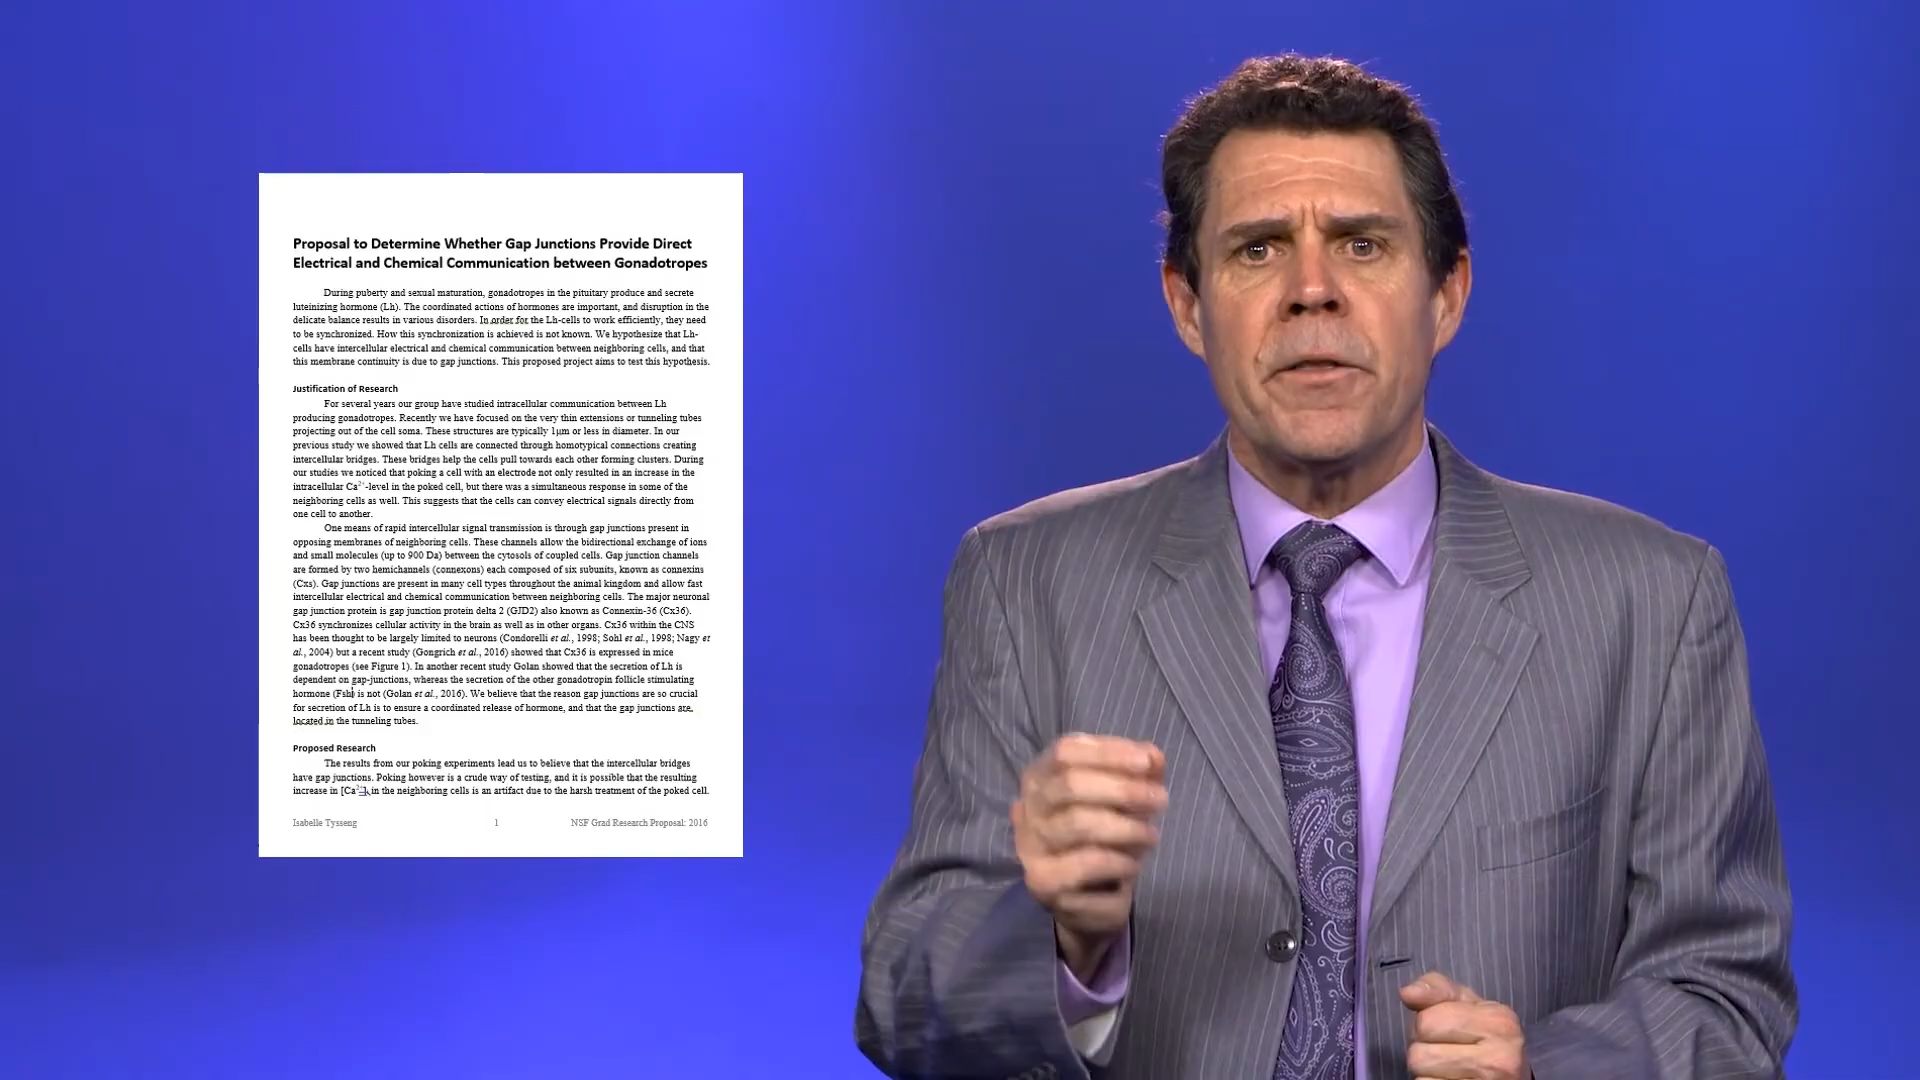 Proposal to Determine Whether Gap Junctions Provide Direct
Electrical and Chemical Communication between Gonadotropes
During puberty and sexual maturation, gonadotropes in the pituitary produce and secrete
luteinizing hormone (Lh). The coordinated actions of hormones are important, and disruption in the
delicate balance results in various disorders. In order for the Lh-cells to work efficiently, they need
to be synchronized. How this synchronization is achieved is not known. We hypothesize that Lh-
cells have intercellular electrical and chemical communication between neighboring cells, and that
this membrane continuity is due to gap junctions. This proposed project aims to test this hypothesis.
Justification of Research
For several years our group have studied intracellular communication between Lh
producing gonadotropes. Recently we have focused on the very thin extensions or tunneling tubes
projecting out of the cell soma. These structures are typically 1μm or less in diameter. In our
previous study we showed that Lh cells are connected through homotypical connections creating
intercellular bridges. These bridges help the cells pull towards each other forming clusters. During
our studies we noticed that poking a cell with an electrode not only resulted in an increase in the
intracellular Ca²⁺-level in the poked cell, but there was a simultaneous response in some of the
neighboring cells as well. This suggests that the cells can convey electrical signals directly from
one cell to another.
One means of rapid intercellular signal transmission is through gap junctions present in
opposing membranes of neighboring cells. These channels allow the bidirectional exchange of ions
and small molecules (up to 900 Da) between the cytosols of coupled cells. Gap junction channels
are formed by two hemichannels (connexons) each composed of six subunits, known as connexins
(Cxs). Gap junctions are present in many cell types throughout the animal kingdom and allow fast
intercellular electrical and chemical communication between neighboring cells. The major neuronal
gap junction protein is gap junction protein delta 2 (GJD2) also known as Connexin-36 (Cx36).
Cx36 synchronizes cellular activity in the brain as well as in other organs. Cx36 within the CNS
has been thought to be largely limited to neurons (Condorelli et al., 1998; Sohl et al., 1998; Nagy et
al., 2004) but a recent study (Gongrich et al., 2016) showed that Cx36 is expressed in mice
gonadotropes (see Figure 1). In another recent study Golan showed that the secretion of Lh is
dependent on gap-junctions, whereas the secretion of the other gonadotropin follicle stimulating
hormone (Fsh) is not (Golan et al., 2016). We believe that the reason gap junctions are so crucial
for secretion of Lh is to ensure a coordinated release of hormone, and that the gap junctions are
located in the tunneling tubes.
Proposed Research
The results from our poking experiments lead us to believe that the intercellular bridges
have gap junctions. Poking however is a crude way of testing, and it is possible that the resulting
increase in [Ca²⁺]ᵢ in the neighboring cells is an artifact due to the harsh treatment of the poked cell.
Isabelle Tysseng 1 NSF Grad Research Proposal: 2016